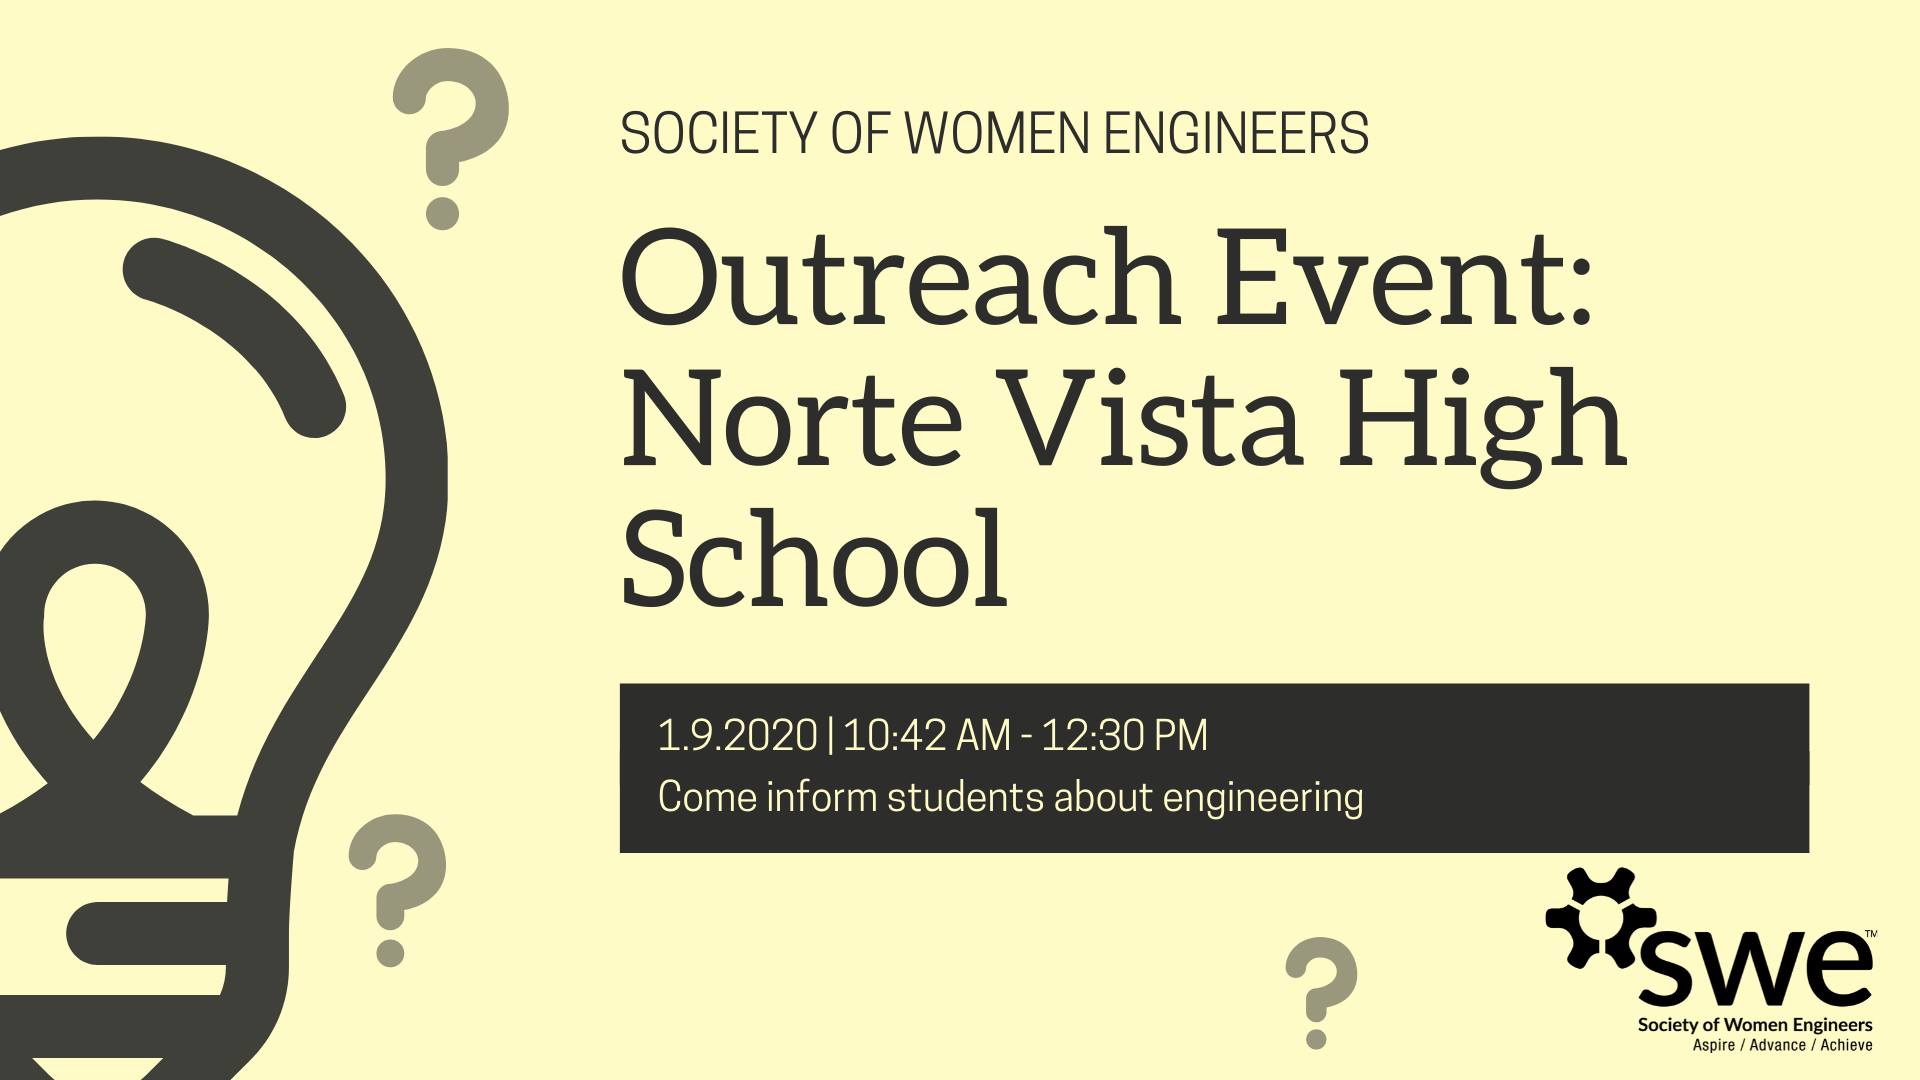 SOCIETY OF WOMEN ENGINEERS
Outreach Event:
Norte Vista High
School
1.9.2020 | 10:42 AM - 12:30 PM
Come inform students about engineering
swe™
Society of Women Engineers
Aspire / Advance / Achieve
?
?
?